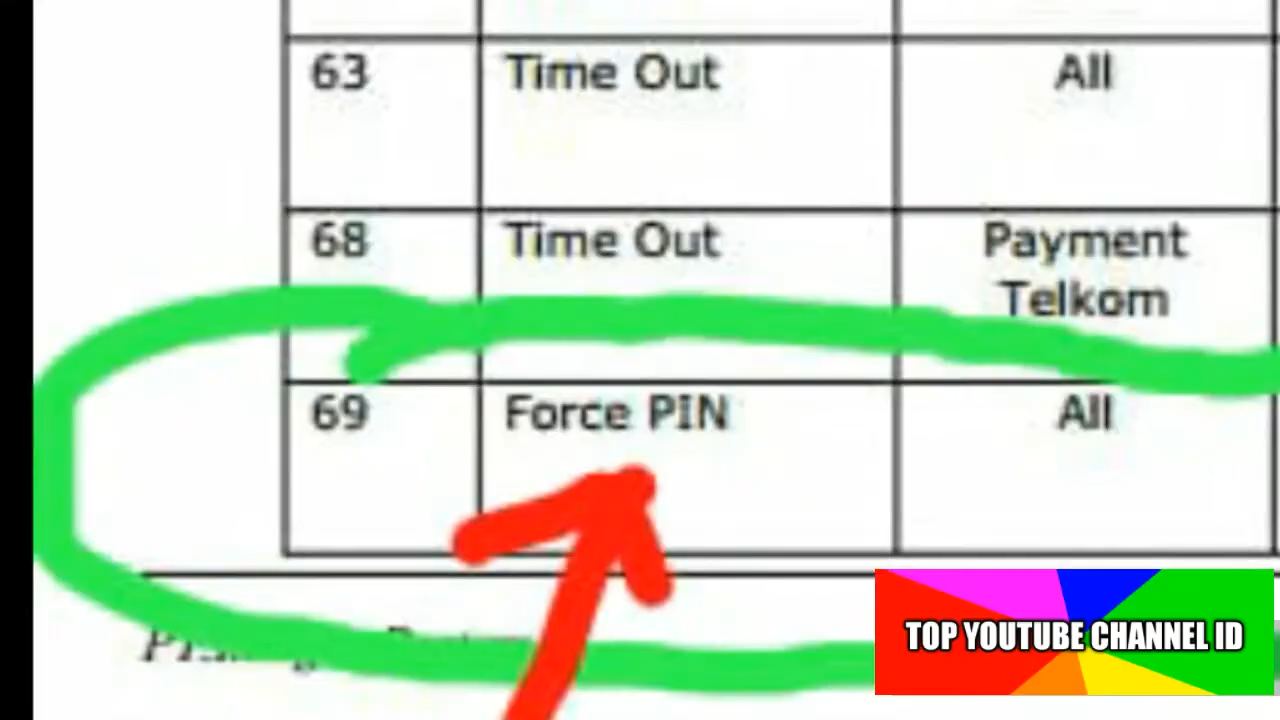 63 Time Out All
68 Time Out Payment
Telkom
69 Force PIN All
TOP YOUTUBE CHANNEL ID